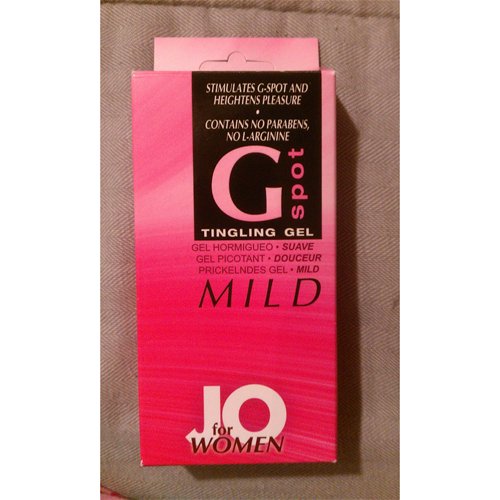 STIMULATES G-SPOT AND
HEIGHTENS PLEASURE
•
CONTAINS NO PARABENS,
NO L-ARGININE
G
spot
TINGLING GEL
GEL HORMIGUEO • SUAVE
GEL PICOTANT • DOUCEUR
PRICKELNDES GEL • MILD
MILD
JO
for
WOMEN